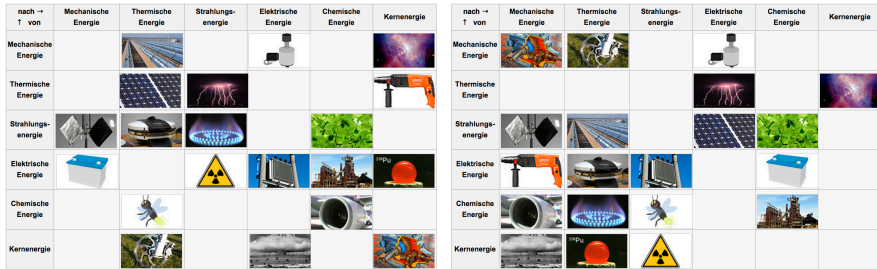 nach →
↑ von
Mechanische
Energie
Thermische
Energie
Strahlungs-
energie
Elektrische
Energie
Chemische
Energie
Kernenergie
Mechanische
Energie
Thermische
Energie
Strahlungs-
energie
Elektrische
Energie
238Pu
Chemische
Energie
Kernenergie
nach →
↑ von
Mechanische
Energie
Thermische
Energie
Strahlungs-
energie
Elektrische
Energie
Chemische
Energie
Kernenergie
Mechanische
Energie
Thermische
Energie
Strahlungs-
energie
Elektrische
Energie
Chemische
Energie
Kernenergie
238Pu